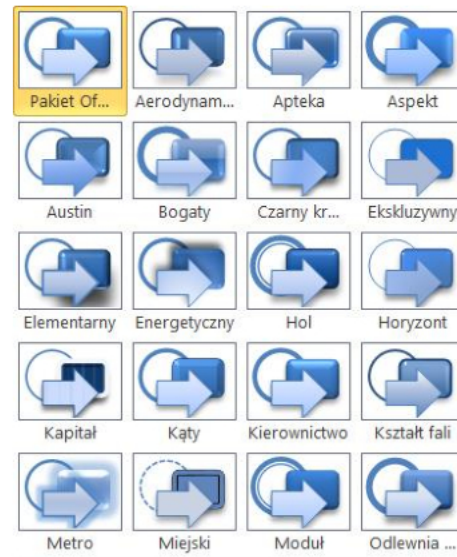 Pakiet Of... Aerodynam... Apteka Aspekt
Austin Bogaty Czarny kr... Ekskluzywny
Elementarny Energetyczny Hol Horyzont
Kapitał Kąty Kierownictwo Kształt fali
Metro Miejski Moduł Odlewnia ...